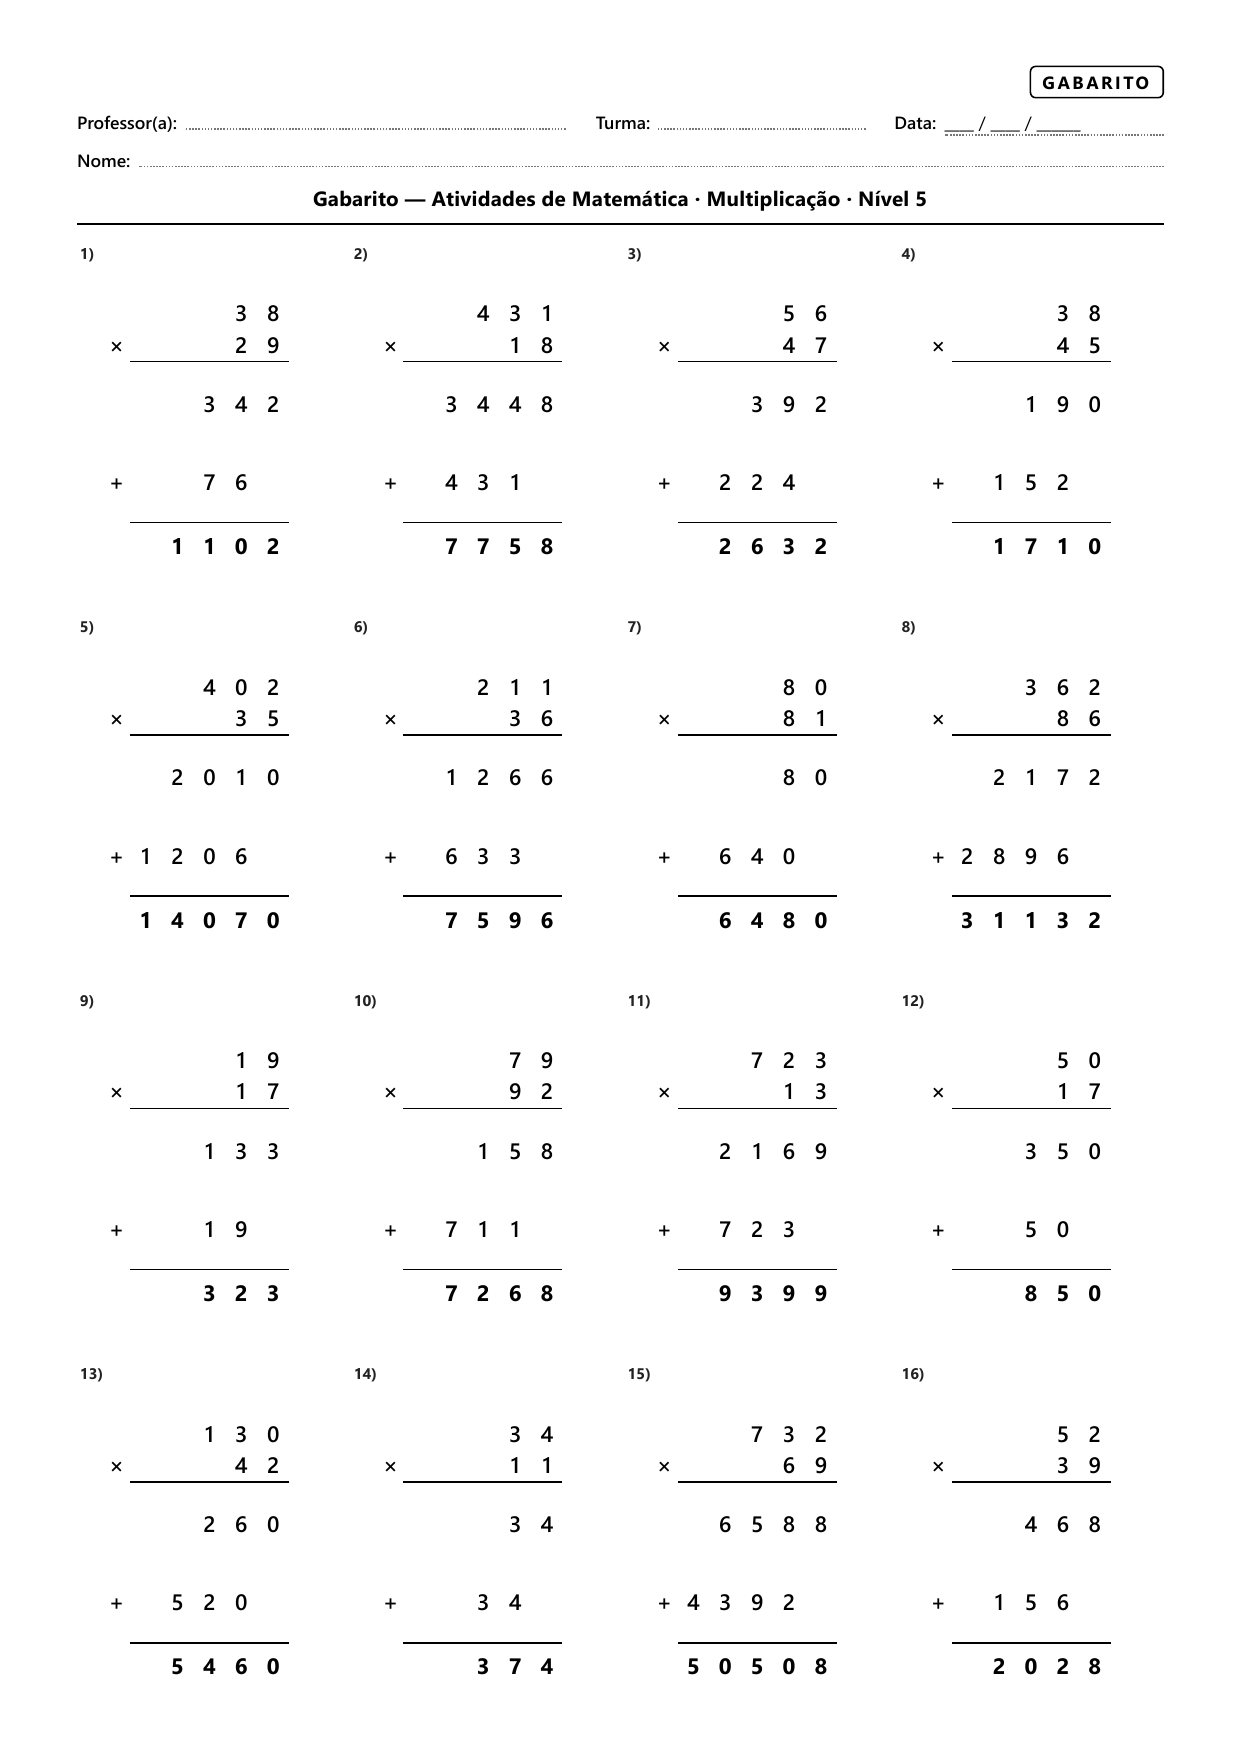 GABARITO
Professor(a): Turma: Data: ___ / ___ / _____
Nome:
Gabarito — Atividades de Matemática · Multiplicação · Nível 5
1) 2) 3) 4)
3 8 4 3 1 5 6 3 8
× 2 9 × 1 8 × 4 7 × 4 5
3 4 2 3 4 4 8 3 9 2 1 9 0
+ 7 6 + 4 3 1 + 2 2 4 + 1 5 2
1 1 0 2 7 7 5 8 2 6 3 2 1 7 1 0
5) 6) 7) 8)
4 0 2 2 1 1 8 0 3 6 2
× 3 5 × 3 6 × 8 1 × 8 6
2 0 1 0 1 2 6 6 8 0 2 1 7 2
+ 1 2 0 6 + 6 3 3 + 6 4 0 + 2 8 9 6
1 4 0 7 0 7 5 9 6 6 4 8 0 3 1 1 3 2
9) 10) 11) 12)
1 9 7 9 7 2 3 5 0
× 1 7 × 9 2 × 1 3 × 1 7
1 3 3 1 5 8 2 1 6 9 3 5 0
+ 1 9 + 7 1 1 + 7 2 3 + 5 0
3 2 3 7 2 6 8 9 3 9 9 8 5 0
13) 14) 15) 16)
1 3 0 3 4 7 3 2 5 2
× 4 2 × 1 1 × 6 9 × 3 9
2 6 0 3 4 6 5 8 8 4 6 8
+ 5 2 0 + 3 4 + 4 3 9 2 + 1 5 6
5 4 6 0 3 7 4 5 0 5 0 8 2 0 2 8